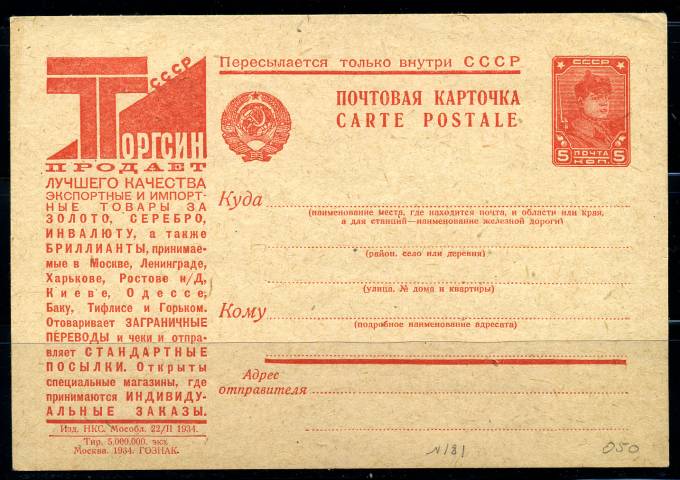 СССР
ТОРГСИН
ПРОДАЕТ
ЛУЧШЕГО КАЧЕСТВА
ЭКСПОРТНЫЕ И ИМПОРТ-
НЫЕ ТОВАРЫ ЗА
ЗОЛОТО, СЕРЕБРО,
ИНВАЛЮТУ, а также
БРИЛЛИАНТЫ, принимае-
мые в Москве, Ленинграде,
Харькове, Ростове н/Д,
Киеве, Одессе,
Баку, Тифлисе и Горьком.
Отоваривает ЗАГРАНИЧНЫЕ
ПЕРЕВОДЫ и чеки и отпра-
вляет СТАНДАРТНЫЕ
ПОСЫЛКИ. Открыты
специальные магазины, где
принимаются ИНДИВИДУ-
АЛЬНЫЕ ЗАКАЗЫ.
Изд. НКС. Мособл. 22/II 1934.
Тир. 5.000.000. экз.
Москва. 1934. ГОЗНАК.
Пересылается только внутри СССР
ПОЧТОВАЯ КАРТОЧКА
CARTE POSTALE
СССР
ПОЧТА
5 КОП. 5
Куда
(наименование места, где находится почта, и области или края,
а для станций—наименование железной дороги)
(район, село или деревня)
(улица, № дома и квартиры)
Кому
(подробное наименование адресата)
Адрес
отправителя
N181
050